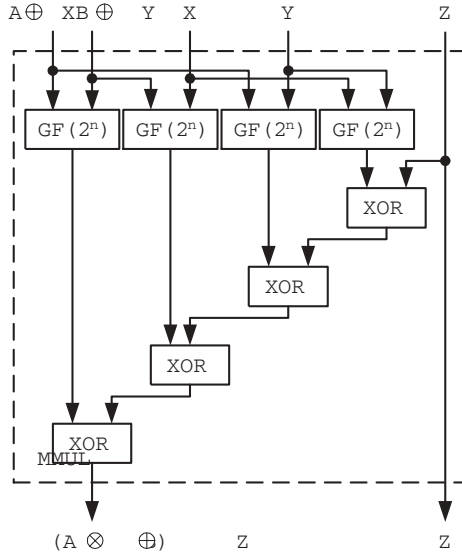 A⊕ XB⊕ Y X Y Z
GF(2ⁿ) GF(2ⁿ) GF(2ⁿ) GF(2ⁿ)
XOR
XOR
XOR
XOR
MMUL
(A ⊗ ⊕) Z Z